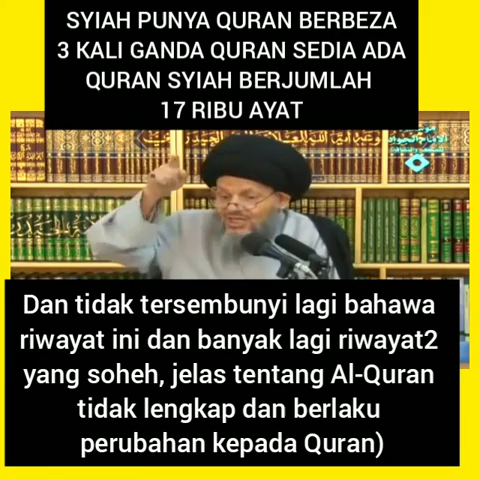 SYIAH PUNYA QURAN BERBEZA
3 KALI GANDA QURAN SEDIA ADA
QURAN SYIAH BERJUMLAH
17 RIBU AYAT
Dan tidak tersembunyi lagi bahawa
riwayat ini dan banyak lagi riwayat2
yang soheh, jelas tentang Al-Quran
tidak lengkap dan berlaku
perubahan kepada Quran)